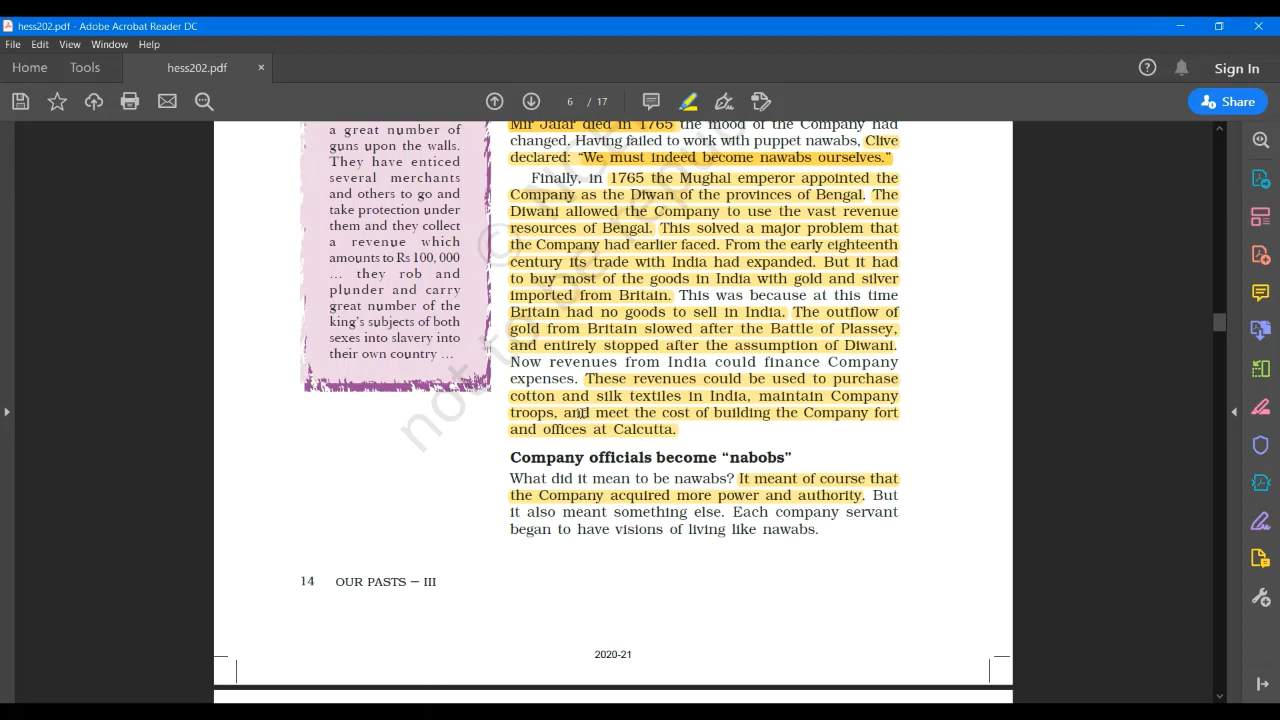 hess202.pdf - Adobe Acrobat Reader DC
File Edit View Window Help
Home Tools hess202.pdf ×
6 / 17
Sign In
Share
a great number of
guns upon the walls.
They have enticed
several merchants
and others to go and
take protection under
them and they collect
a revenue which
amounts to Rs 100, 000
… they rob and
plunder and carry
great number of the
king's subjects of both
sexes into slavery into
their own country …
Mir Jafar died in 1765 the mood of the Company had
changed. Having failed to work with puppet nawabs, Clive
declared: “We must indeed become nawabs ourselves.”
Finally, in 1765 the Mughal emperor appointed the
Company as the Diwan of the provinces of Bengal. The
Diwani allowed the Company to use the vast revenue
resources of Bengal. This solved a major problem that
the Company had earlier faced. From the early eighteenth
century its trade with India had expanded. But it had
to buy most of the goods in India with gold and silver
imported from Britain. This was because at this time
Britain had no goods to sell in India. The outflow of
gold from Britain slowed after the Battle of Plassey,
and entirely stopped after the assumption of Diwani.
Now revenues from India could finance Company
expenses. These revenues could be used to purchase
cotton and silk textiles in India, maintain Company
troops, and meet the cost of building the Company fort
and offices at Calcutta.
Company officials become “nabobs”
What did it mean to be nawabs? It meant of course that
the Company acquired more power and authority. But
it also meant something else. Each company servant
began to have visions of living like nawabs.
14 OUR PASTS – III
2020-21